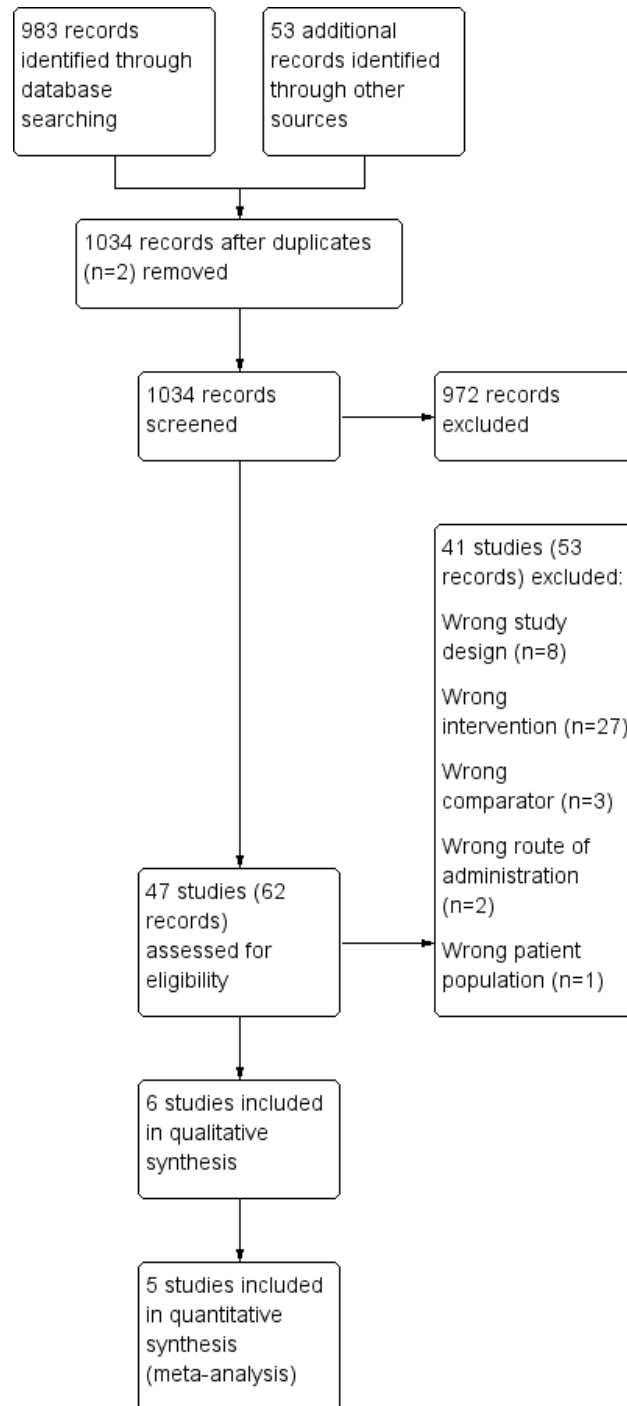 983 records
identified through
database
searching
53 additional
records identified
through other
sources
1034 records after duplicates
(n=2) removed
1034 records
screened
972 records
excluded
41 studies (53
records) excluded:
Wrong study
design (n=8)
Wrong
intervention (n=27)
Wrong
comparator (n=3)
Wrong route of
administration
(n=2)
Wrong patient
population (n=1)
47 studies (62
records)
assessed for
eligibility
6 studies included
in qualitative
synthesis
5 studies included
in quantitative
synthesis
(meta-analysis)